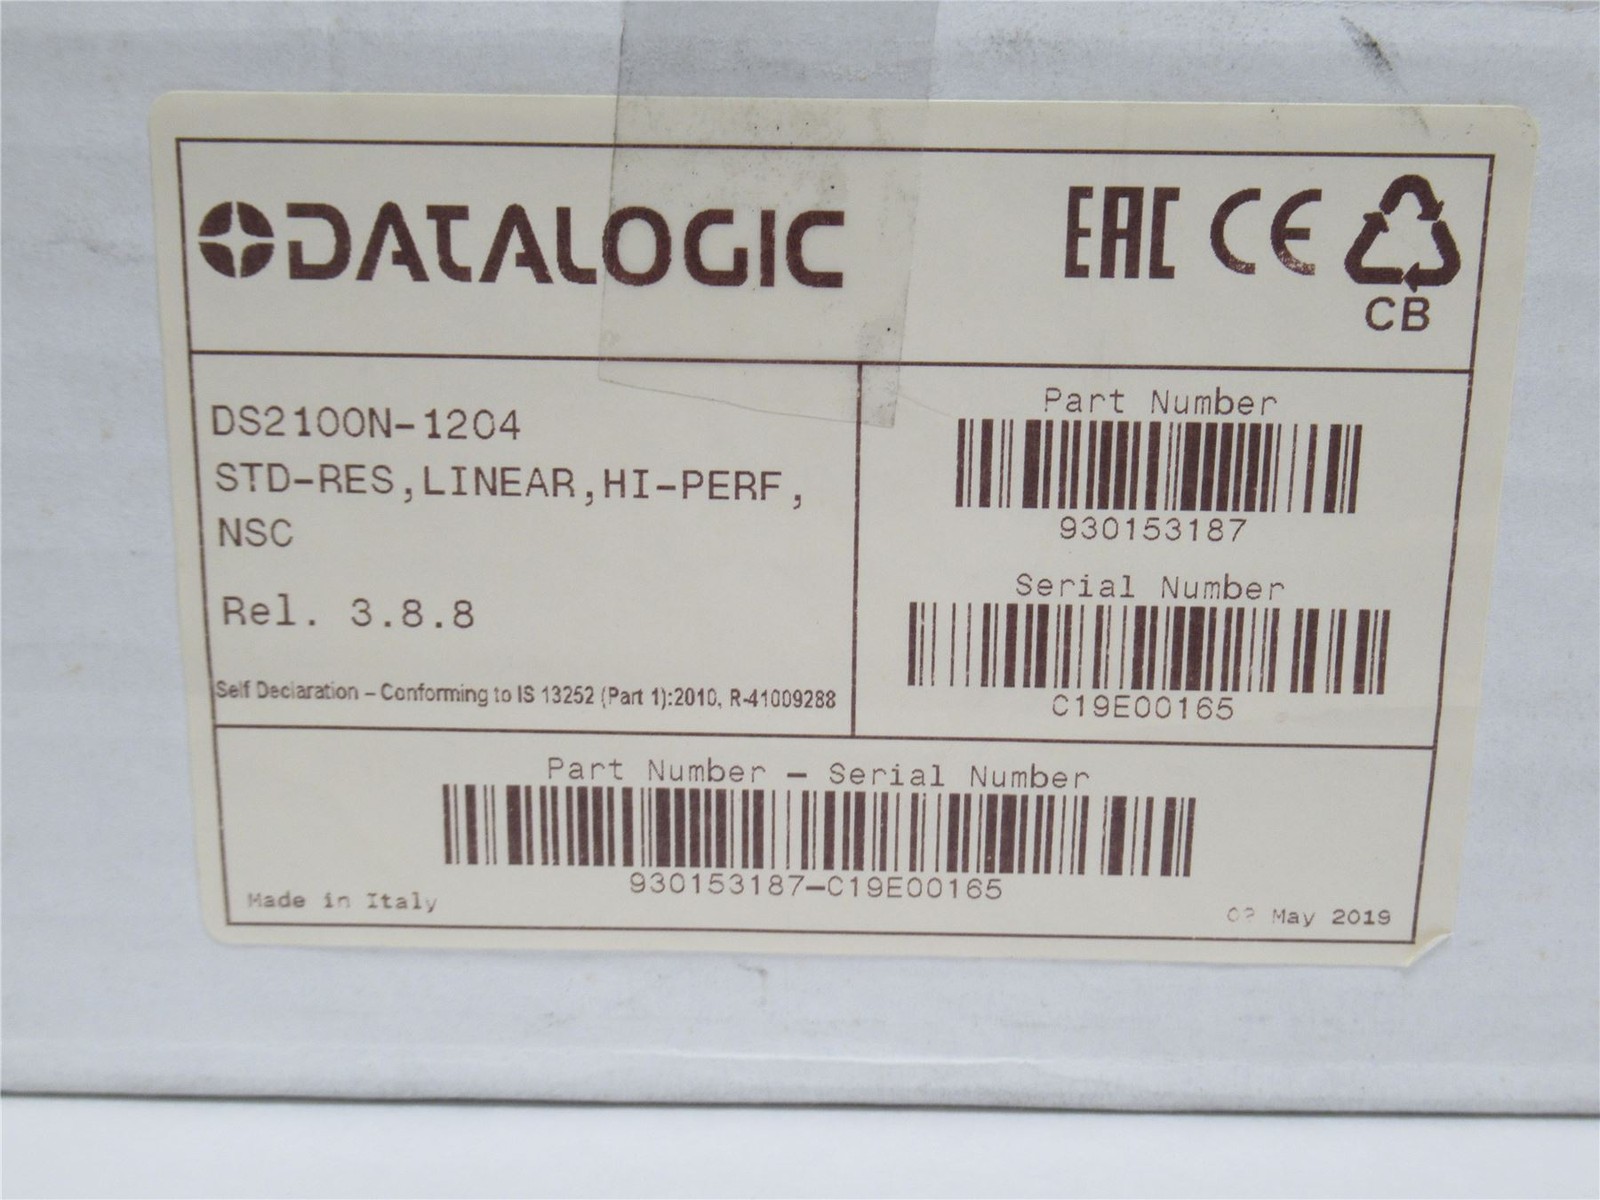 DATALOGIC
EAC CE
CB
DS2100N-1204
STD-RES,LINEAR,HI-PERF,
NSC
Rel. 3.8.8
Self Declaration – Conforming to IS 13252 (Part 1):2010, R-41009288
Part Number
930153187
Serial Number
C19E00165
Part Number – Serial Number
930153187-C19E00165
Made in Italy
May 2019